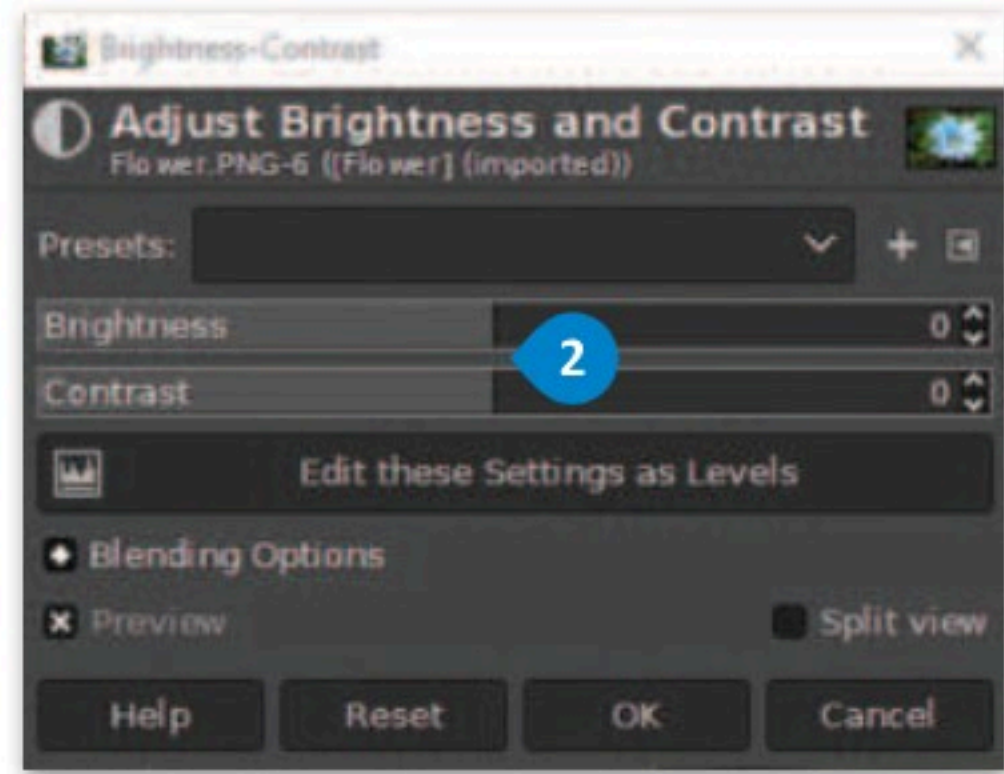 Brightness-Contrast
Adjust Brightness and Contrast
Flower.PNG-6 ([Flower] (imported))
Presets:
Brightness 0
2
Contrast 0
Edit these Settings as Levels
Blending Options
Preview Split view
Help Reset OK Cancel